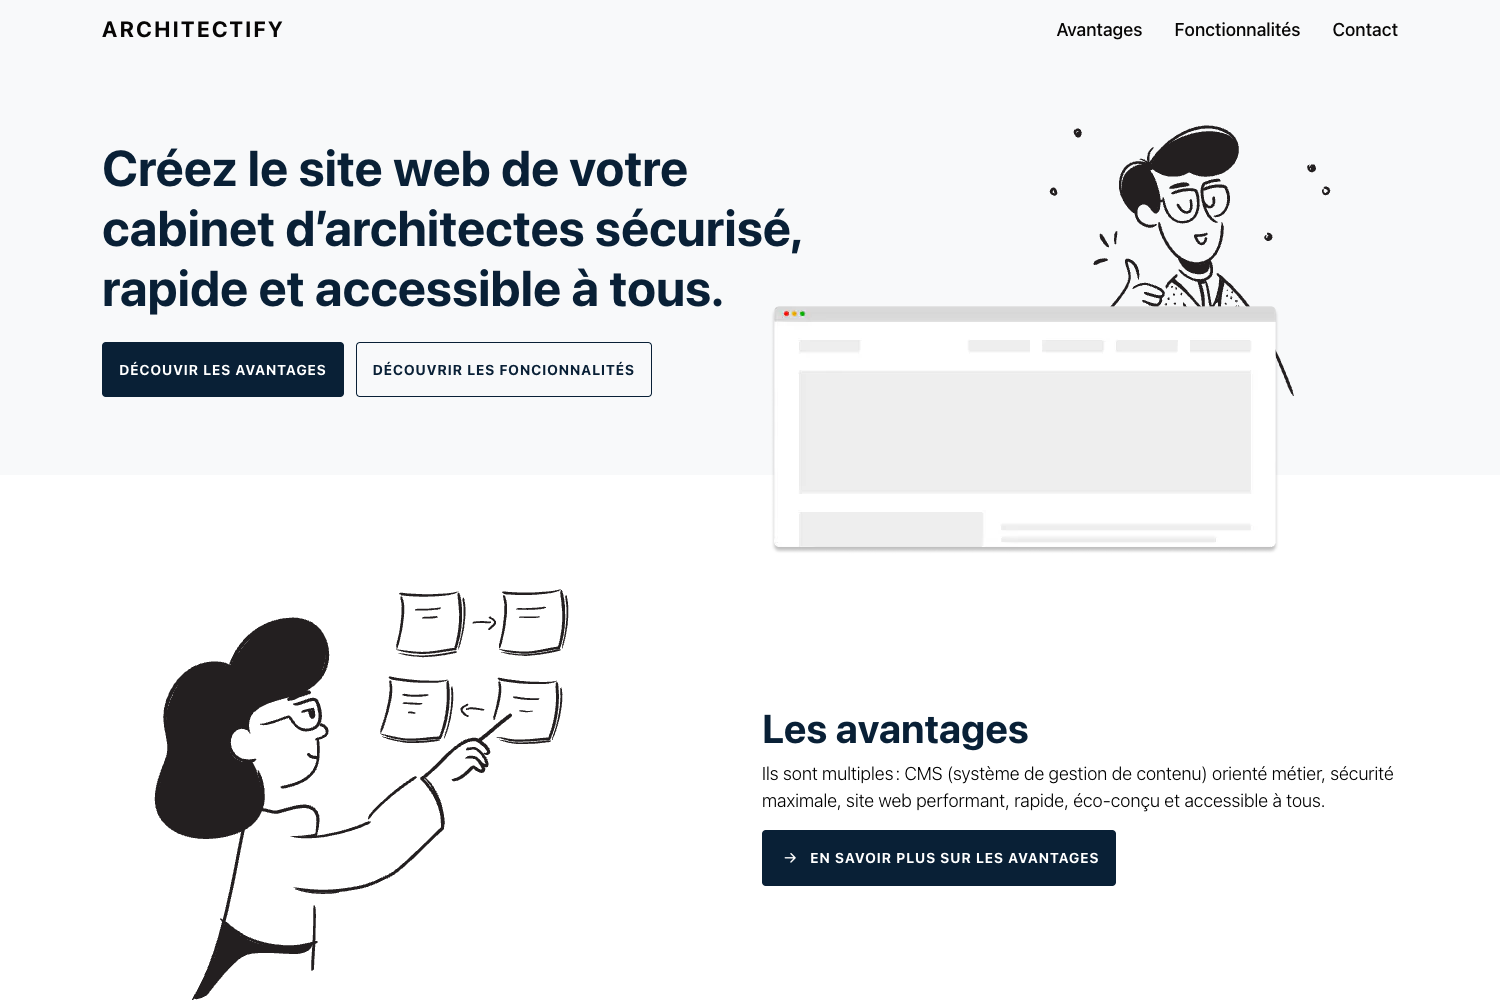 ARCHITECTIFY
Avantages
Fonctionnalités
Contact
Créez le site web de votre
cabinet d’architectes sécurisé,
rapide et accessible à tous.
DÉCOUVIR LES AVANTAGES
DÉCOUVRIR LES FONCIONNALITÉS
Les avantages
Ils sont multiples : CMS (système de gestion de contenu) orienté métier, sécurité
maximale, site web performant, rapide, éco-conçu et accessible à tous.
→ EN SAVOIR PLUS SUR LES AVANTAGES